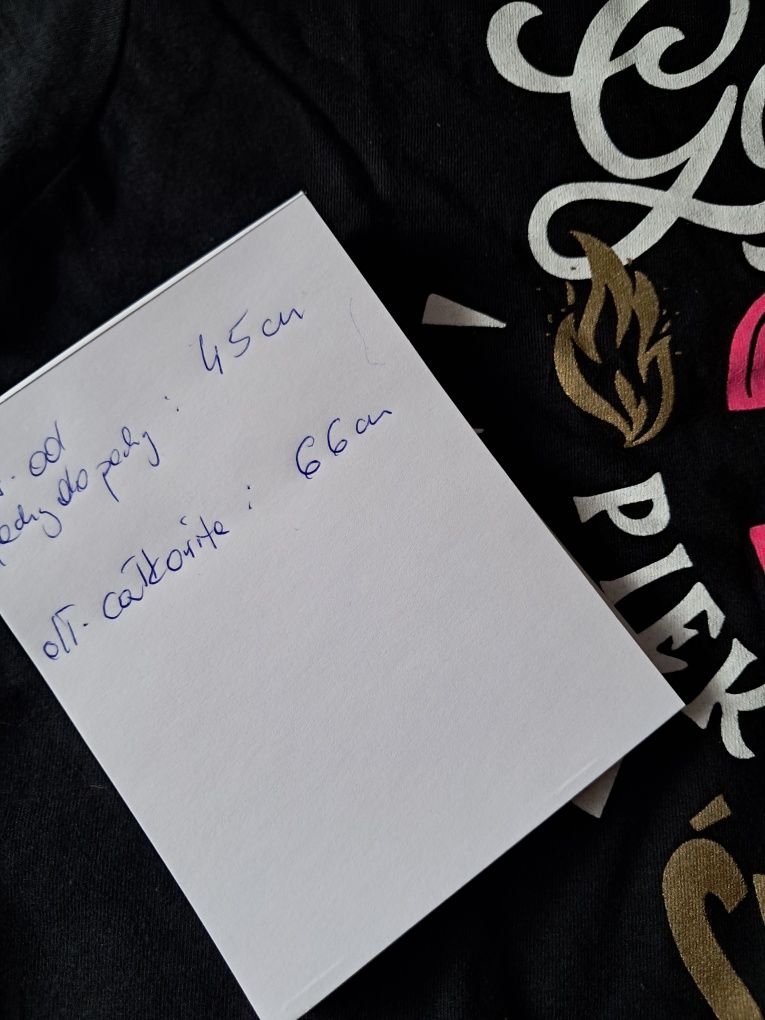 od
pachy do pachy : 45 cm
dł. całkowita : 66 cm
PIEK